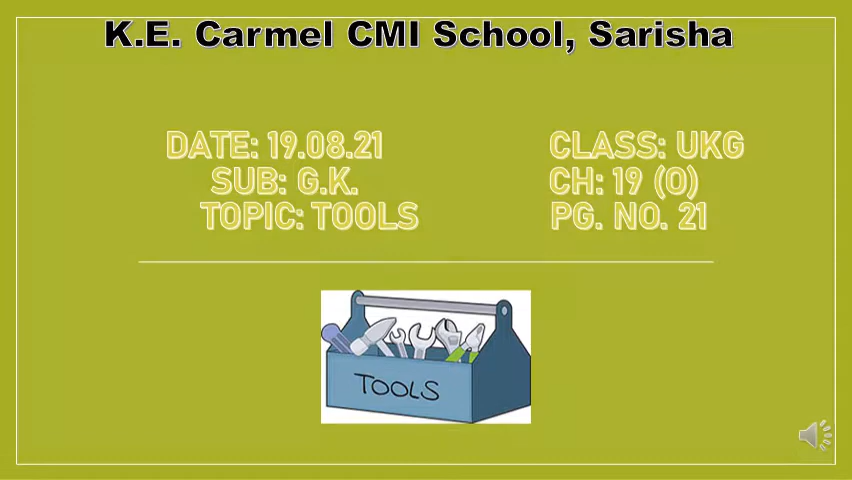 K.E. Carmel CMI School, Sarisha
DATE: 19.08.21 CLASS: UKG
SUB: G.K. CH: 19 (O)
TOPIC: TOOLS PG. NO. 21
TOOLS